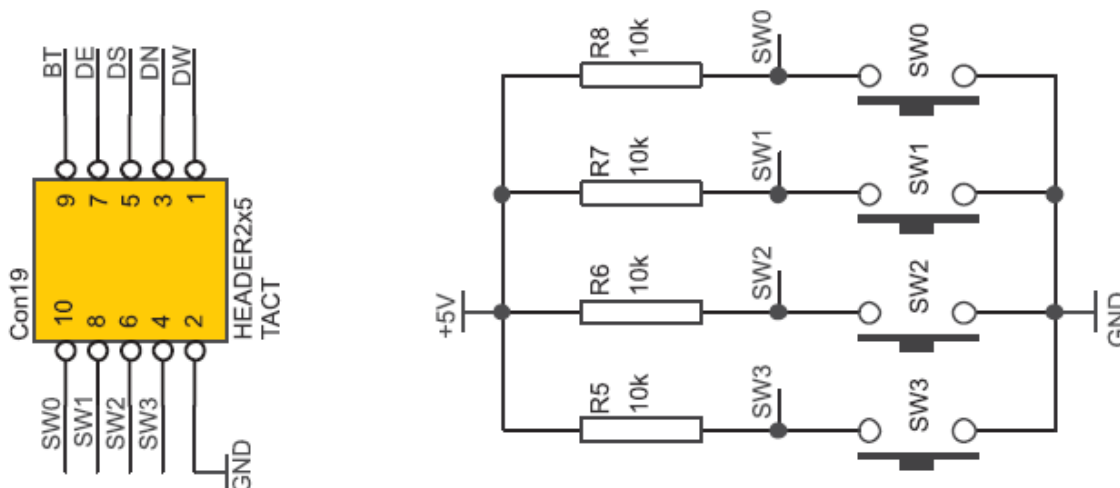 BT
DE
DS
DN
DW
9
7
5
3
1
Con19
10
8
6
4
2
HEADER2x5
TACT
SW0
SW1
SW2
SW3
GND
R8
10k
SW0
SW0
R7
10k
SW1
SW1
R6
10k
SW2
SW2
+5V
GND
R5
10k
SW3
SW3